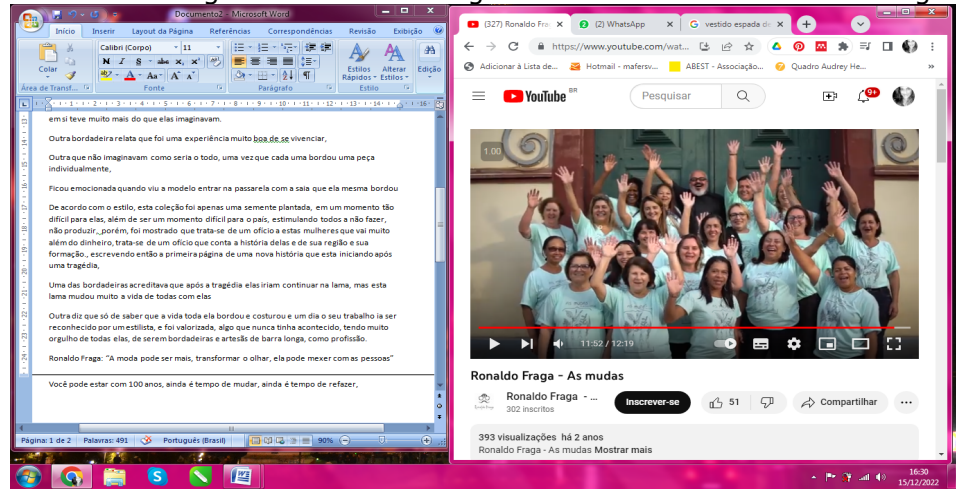 Documento2 - Microsoft Word
Início Inserir Layout da Página Referências Correspondências Revisão Exibição
Calibri (Corpo) 11
Colar
N I S abe x, x²
Aa A A
Estilos Rápidos
Alterar Estilos
Edição
Área de Transf... Fonte Parágrafo Estilo
em si teve muito mais do que elas imaginavam.
Outra bordadeira relata que foi uma experiência muito boa de se vivenciar,
Outra que não imaginavam como seria o todo, uma vez que cada uma bordou uma peça
individualmente,
Ficou emocionada quando viu a modelo entrar na passarela com a saia que ela mesma bordou
De acordo com o estilo, esta coleção foi apenas uma semente plantada, em um momento tão
difícil para elas, além de ser um momento difícil para o país, estimulando todos a não fazer,
não produzir,_porém, foi mostrado que trata-se de um ofício a estas mulheres que vai muito
além do dinheiro, trata-se de um ofício que conta a história delas e de sua região e sua
formação., escrevendo então a primeira página de uma nova história que esta iniciando após
uma tragédia,
Uma das bordadeiras acreditava que após a tragédia elas iriam continuar na lama, mas esta
lama mudou muito a vida de todas com elas
Outra diz que só de saber que a vida toda ela bordou e costurou e um dia o seu trabalho ia ser
reconhecido por um estilista, e foi valorizada, algo que nunca tinha acontecido, tendo muito
orgulho de todas elas, de serem bordadeiras e artesãs de barra longa, como profissão.
Ronaldo Fraga: “A moda pode ser mais, transformar o olhar, ela pode mexer com as pessoas”
Você pode estar com 100 anos, ainda é tempo de mudar, ainda é tempo de refazer,
Página: 1 de 2 Palavras: 491 Português (Brasil) 90%
(327) Ronaldo Fra (2) WhatsApp vestido espada de
https://www.youtube.com/wat...
Adicionar à Lista de... Hotmail - mafersv... ABEST - Associação... Quadro Audrey He... »
YouTube BR
Pesquisar
9+
1.00
11:52 / 12:19
Ronaldo Fraga - As mudas
Ronaldo Fraga - ...
302 inscritos
Inscrever-se
51
Compartilhar
393 visualizações há 2 anos
Ronaldo Fraga - As mudas Mostrar mais
16:30
15/12/2022